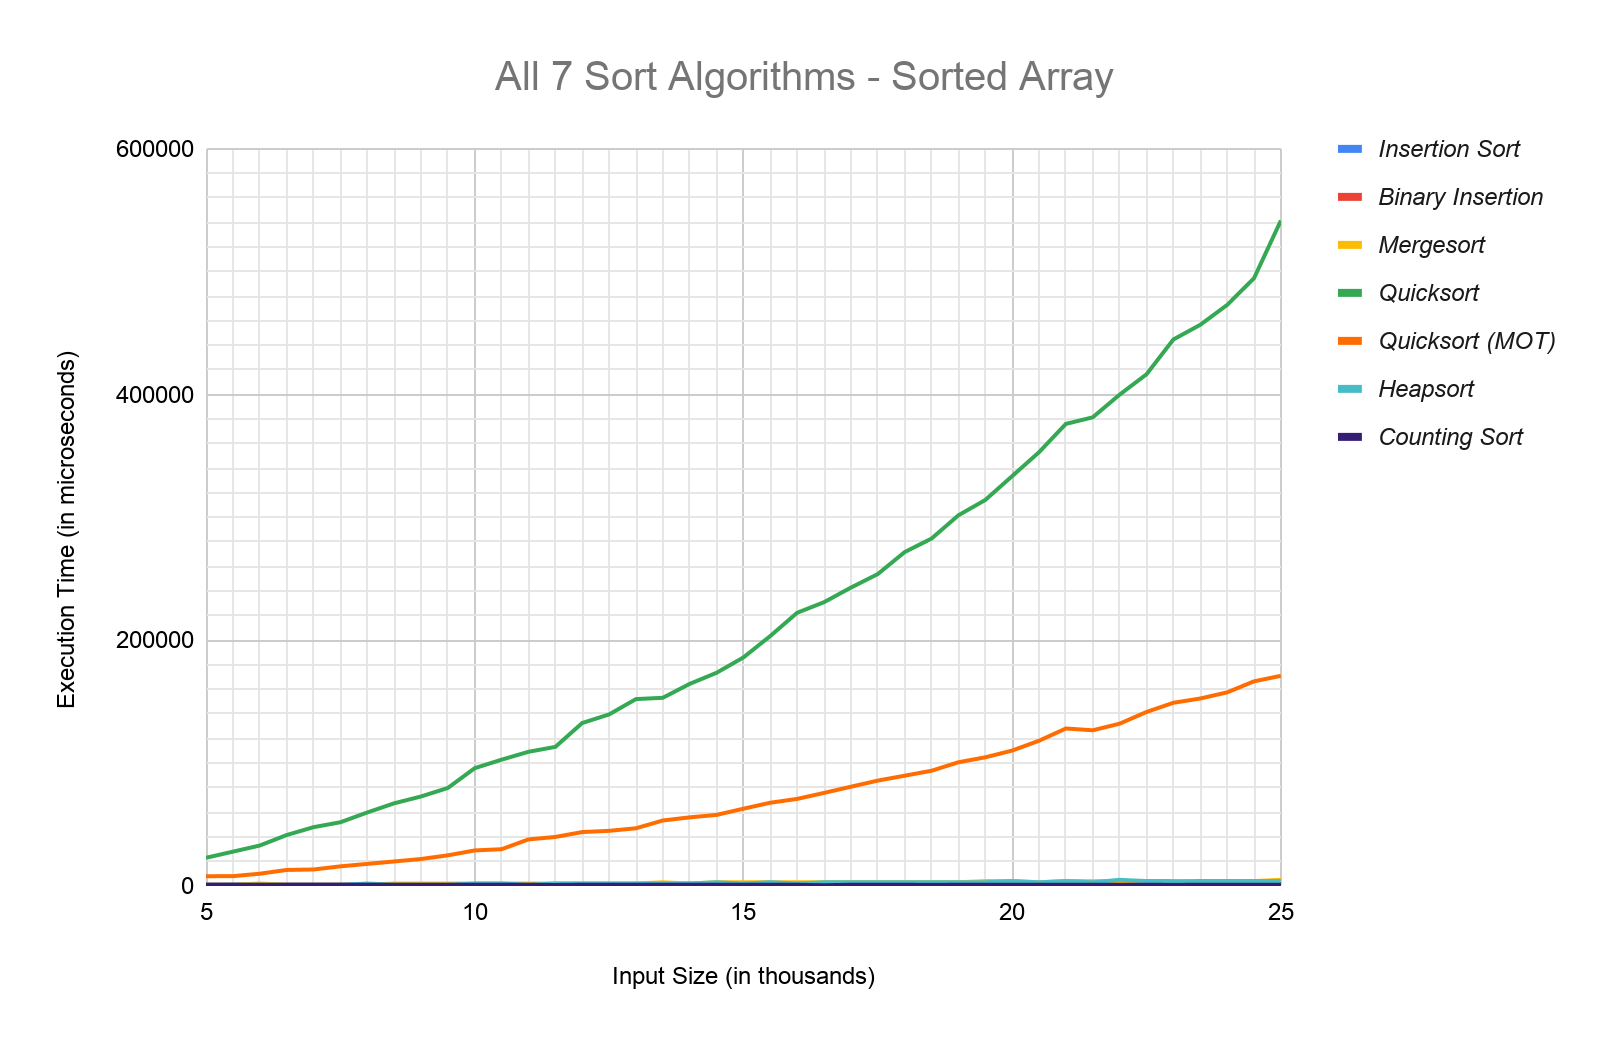 All 7 Sort Algorithms - Sorted Array
600000
400000
200000
0
Execution Time (in microseconds)
5
10
15
20
25
Input Size (in thousands)
Insertion Sort
Binary Insertion
Mergesort
Quicksort
Quicksort (MOT)
Heapsort
Counting Sort